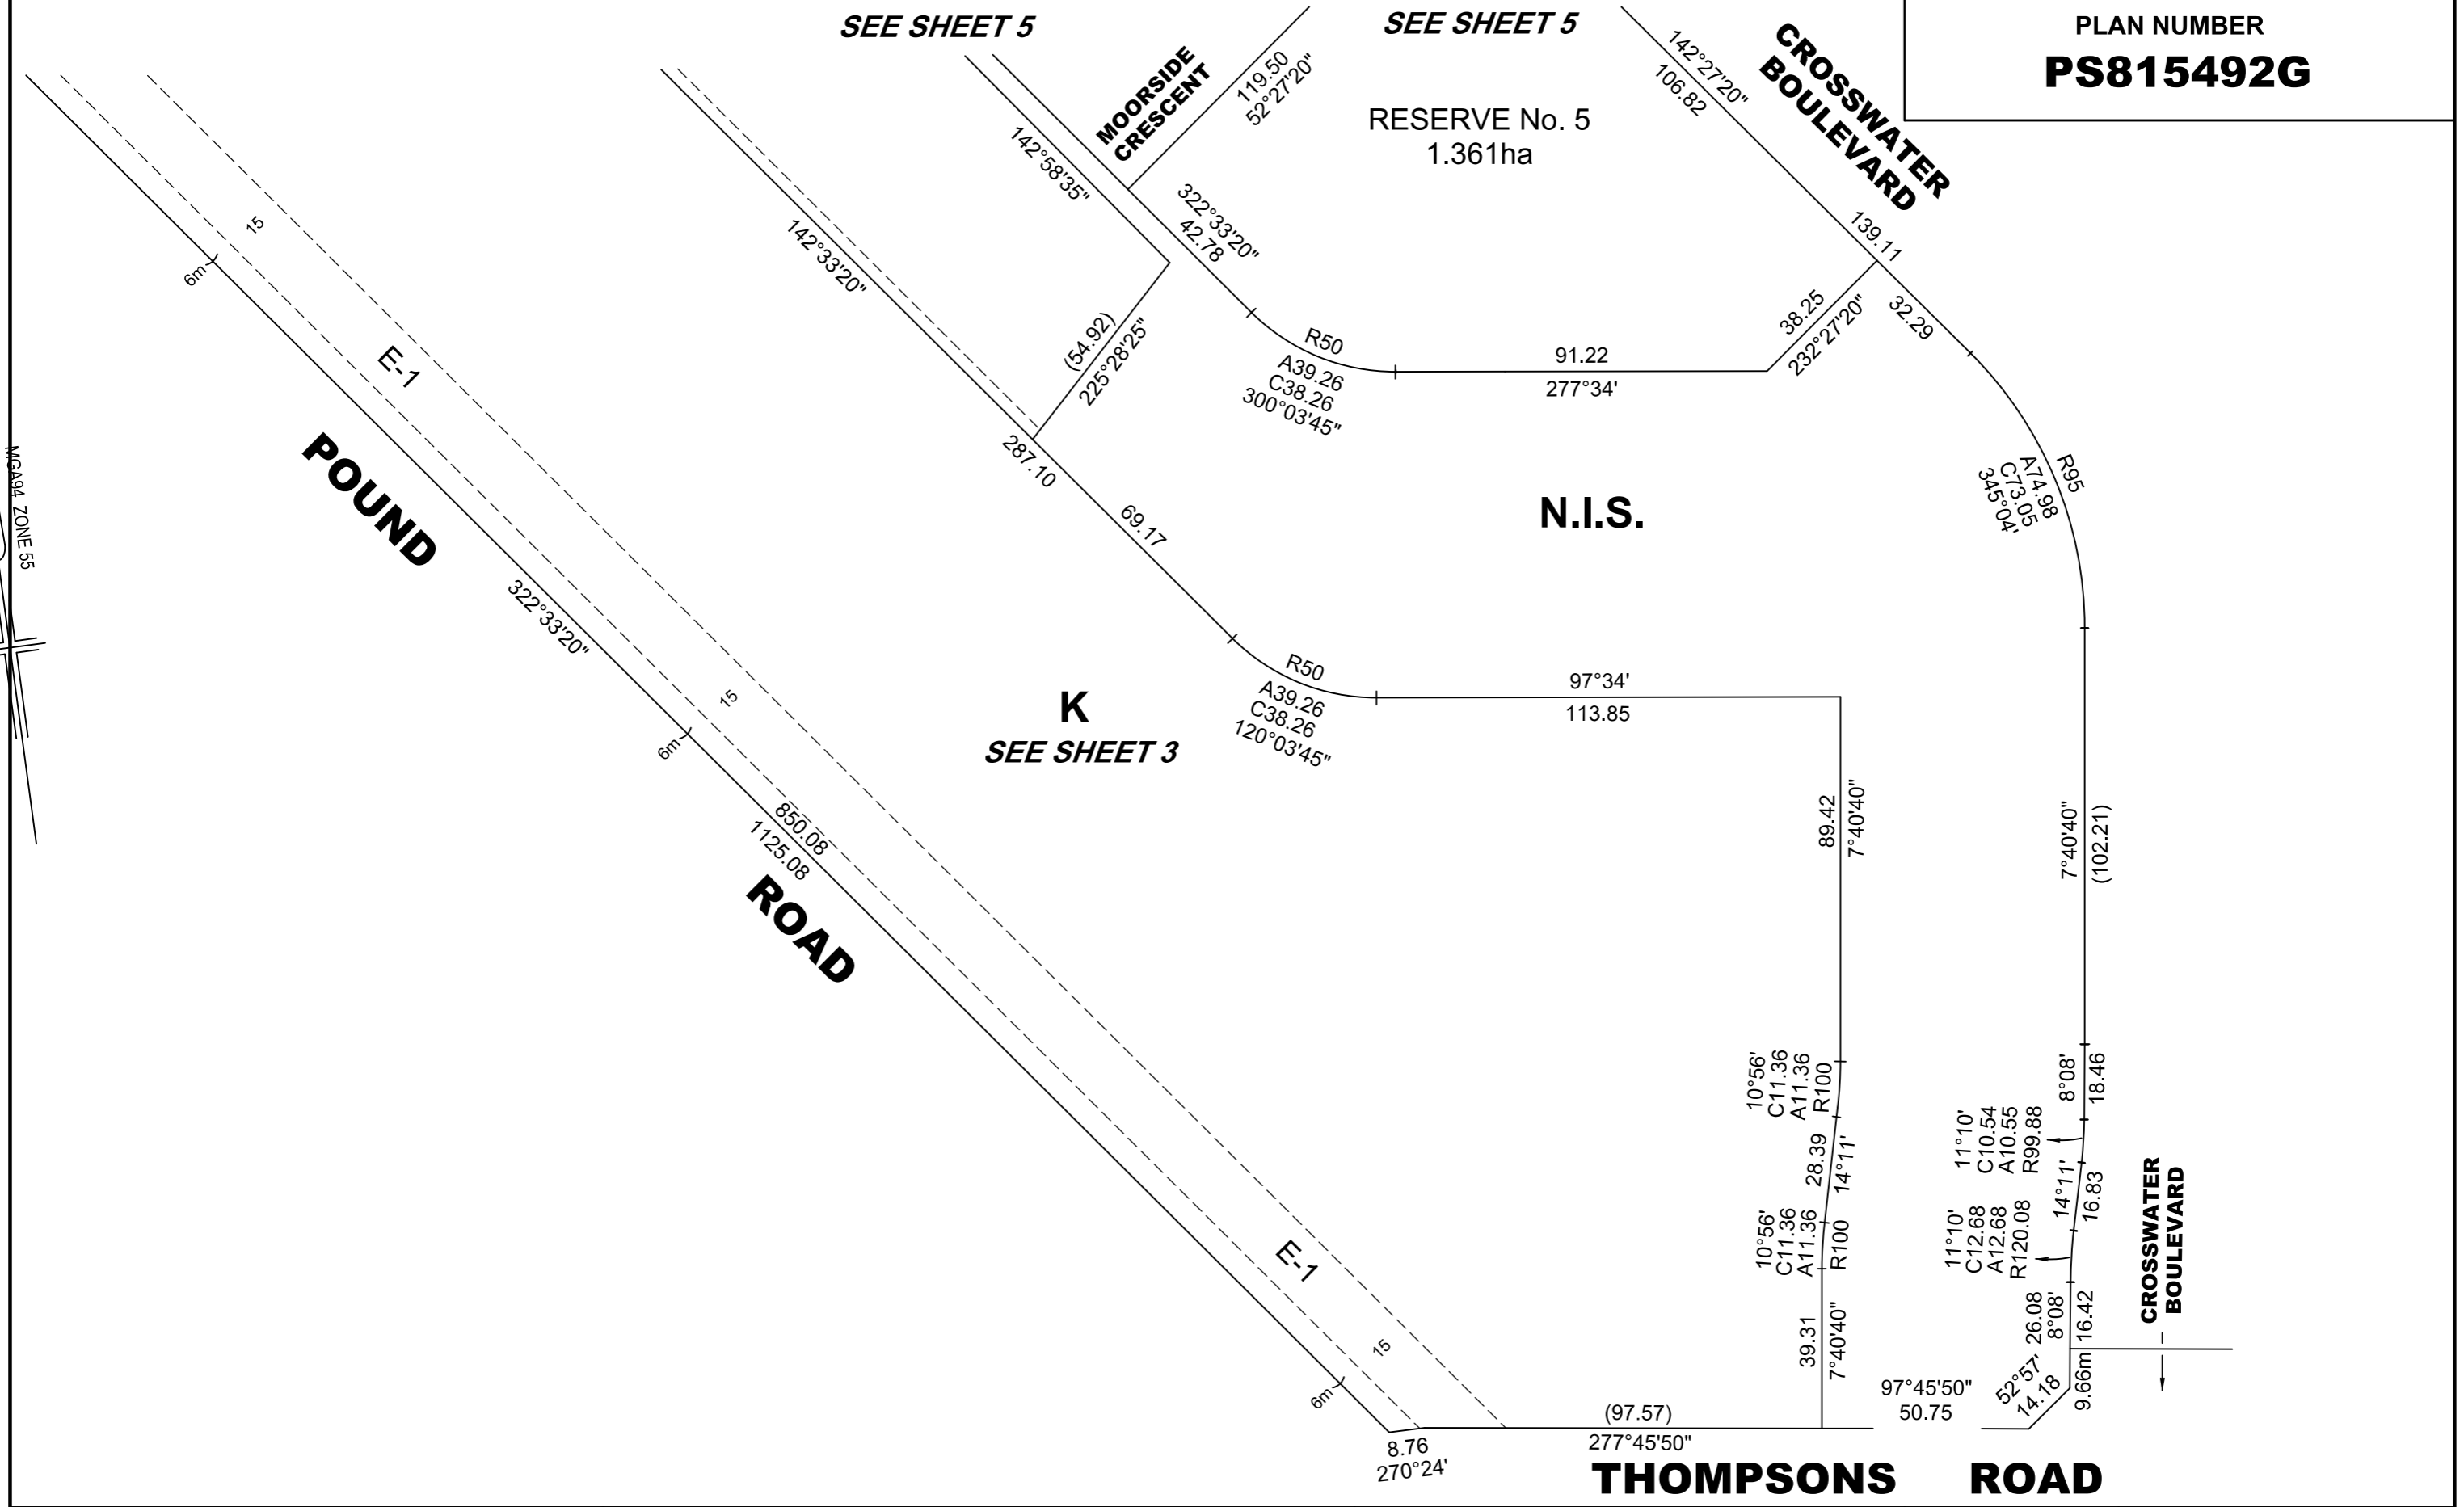 SEE SHEET 5
SEE SHEET 5
PLAN NUMBER
PS815492G
MOORSIDE
CRESCENT
119.50
52°27'20"
RESERVE No. 5
1.361ha
142°27'20"
106.82
CROSSWATER
BOULEVARD
142°58'35"
322°33'20"
42.78
139.11
15
6m
142°33'20"
(54.92)
225°28'25"
R50
A39.26
C38.26
300°03'45"
91.22
277°34'
38.25
232°27'20"
32.29
E-1
POUND
MGA94 ZONE 55
287.10
69.17
N.I.S.
R95
A74.98
C73.05
345°04'
322°33'20"
15
6m
K
SEE SHEET 3
R50
A39.26
C38.26
120°03'45"
97°34'
113.85
850.08
1125.08
ROAD
89.42
7°40'40"
7°40'40"
(102.21)
10°56'
C11.36
A11.36
R100
8°08'
18.46
11°10'
C10.54
A10.55
R99.88
28.39
14°11'
14°11'
16.83
10°56'
C11.36
A11.36
R100
11°10'
C12.68
A12.68
R120.08
CROSSWATER
BOULEVARD
E-1
39.31
7°40'40"
26.08
8°08'
16.42
15
6m
52°57'
14.18
9.66m
97°45'50"
50.75
(97.57)
277°45'50"
8.76
270°24'
THOMPSONS ROAD